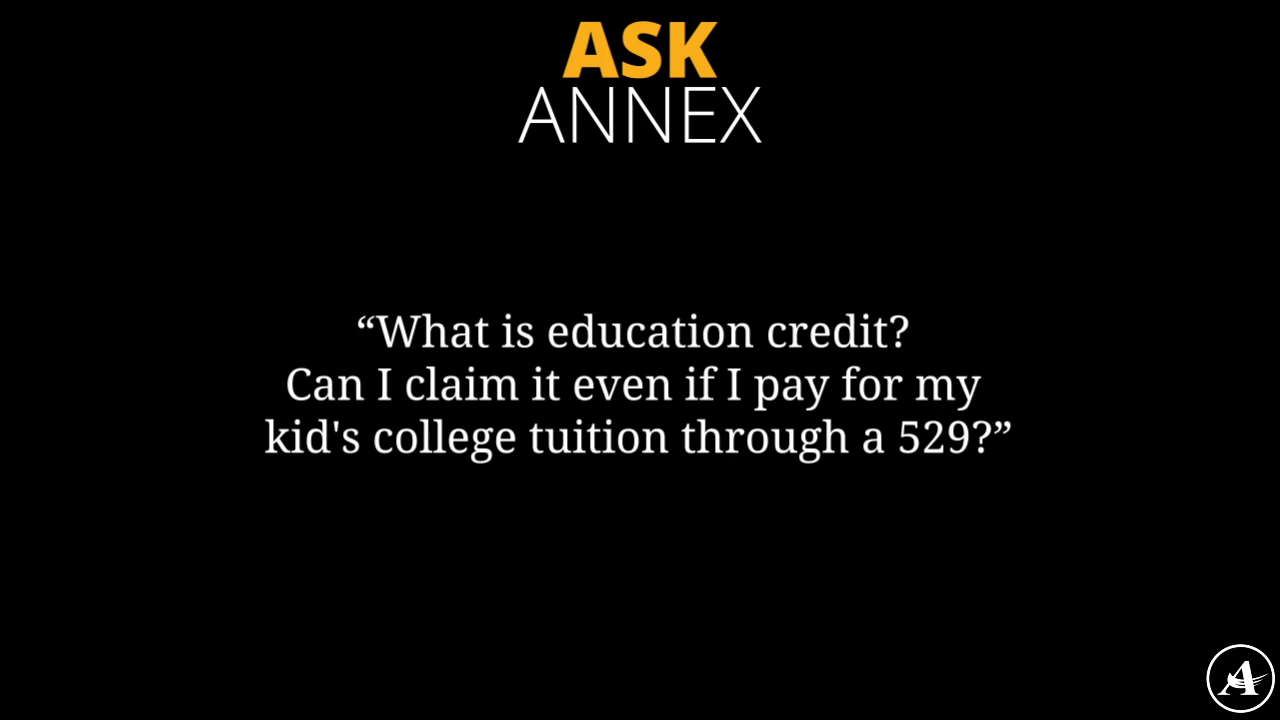 ASK
ANNEX
“What is education credit?
Can I claim it even if I pay for my
kid's college tuition through a 529?”
A